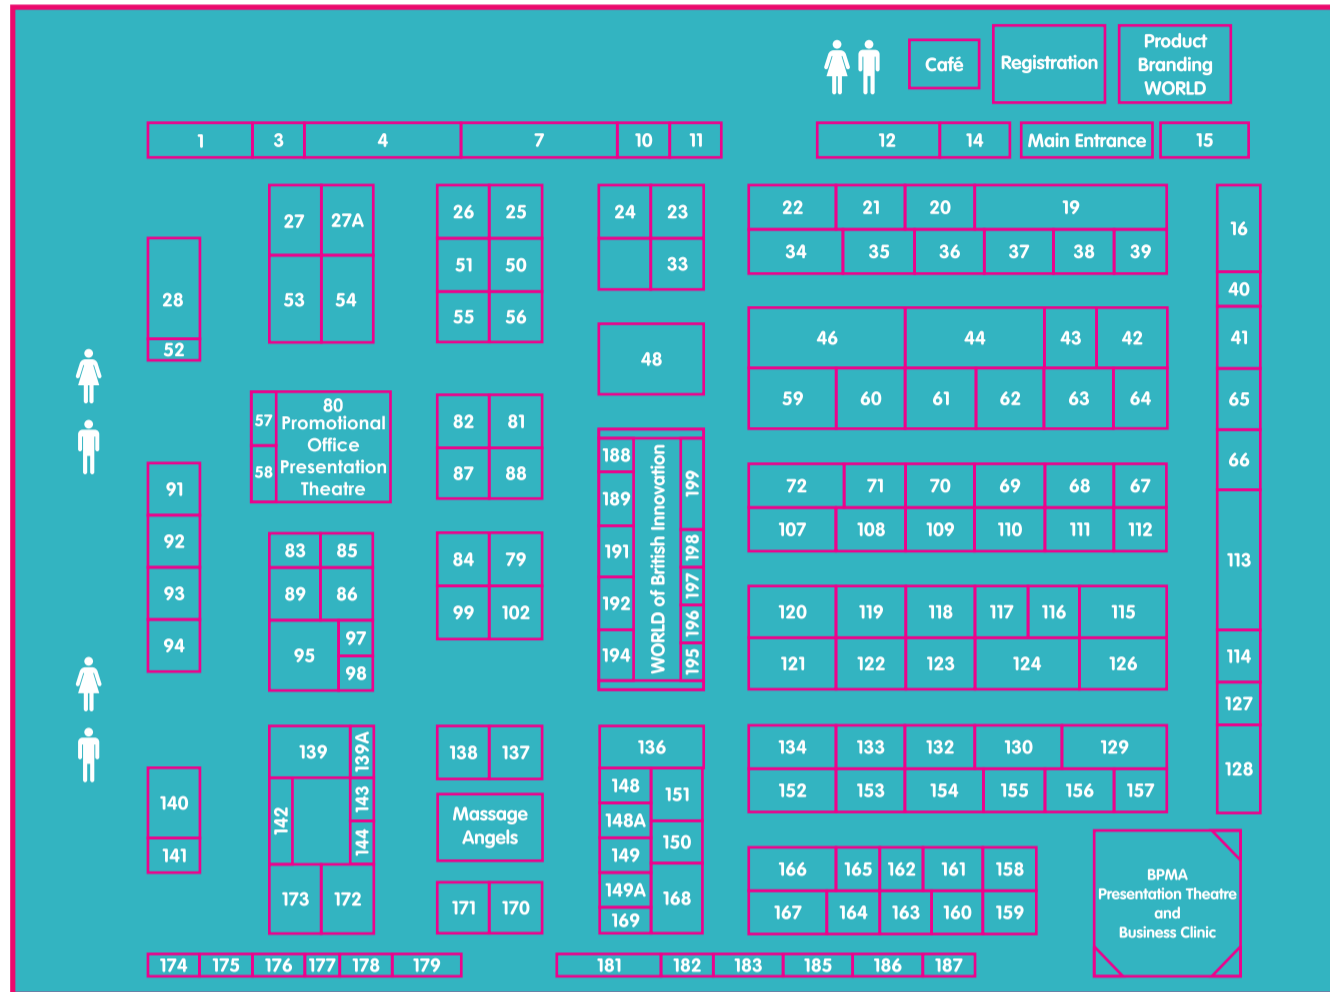 Café
Registration
Product
Branding
WORLD
1 3 4 7 10 11 12 14 Main Entrance 15
27 27A 26 25 24 23 22 21 20 19 16
34 35 36 37 38 39
28 53 54 51 50 33 40
52 55 56 48 46 44 43 42 41
59 60 61 62 63 64 65
57 58
80
Promotional
Office
Presentation
Theatre
82 81
87 88
66
91
92
93
94
83 85
89 86
95 97
98
84 79
99 102
188
189
191
192
194
WORLD of British Innovation
199
198
197
196
195
72 71 70 69 68 67
107 108 109 110 111 112
113
120 119 118 117 116 115
121 122 123 124 126
114
127
128
139 139A
142 143
144
173 172
140
141
138 137
Massage
Angels
171 170
136
148 151
148A
149 150
149A 168
169
134 133 132 130 129
152 153 154 155 156 157
166 165 162 161 158
167 164 163 160 159
BPMA
Presentation Theatre
and
Business Clinic
174 175 176 177 178 179 181 182 183 185 186 187